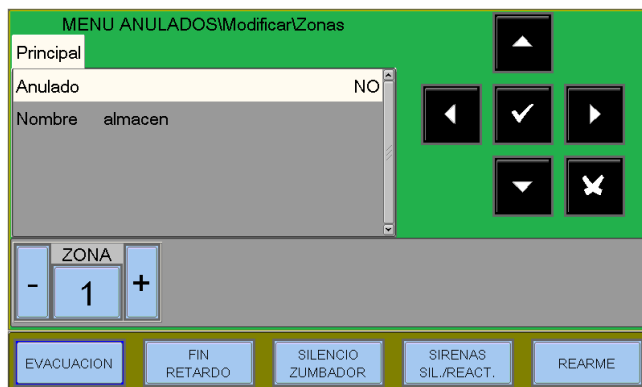 MENU ANULADOS\Modificar\Zonas
Principal
Anulado NO
Nombre almacen
ZONA
- 1 +
EVACUACION
FIN
RETARDO
SILENCIO
ZUMBADOR
SIRENAS
SIL./REACT.
REARME